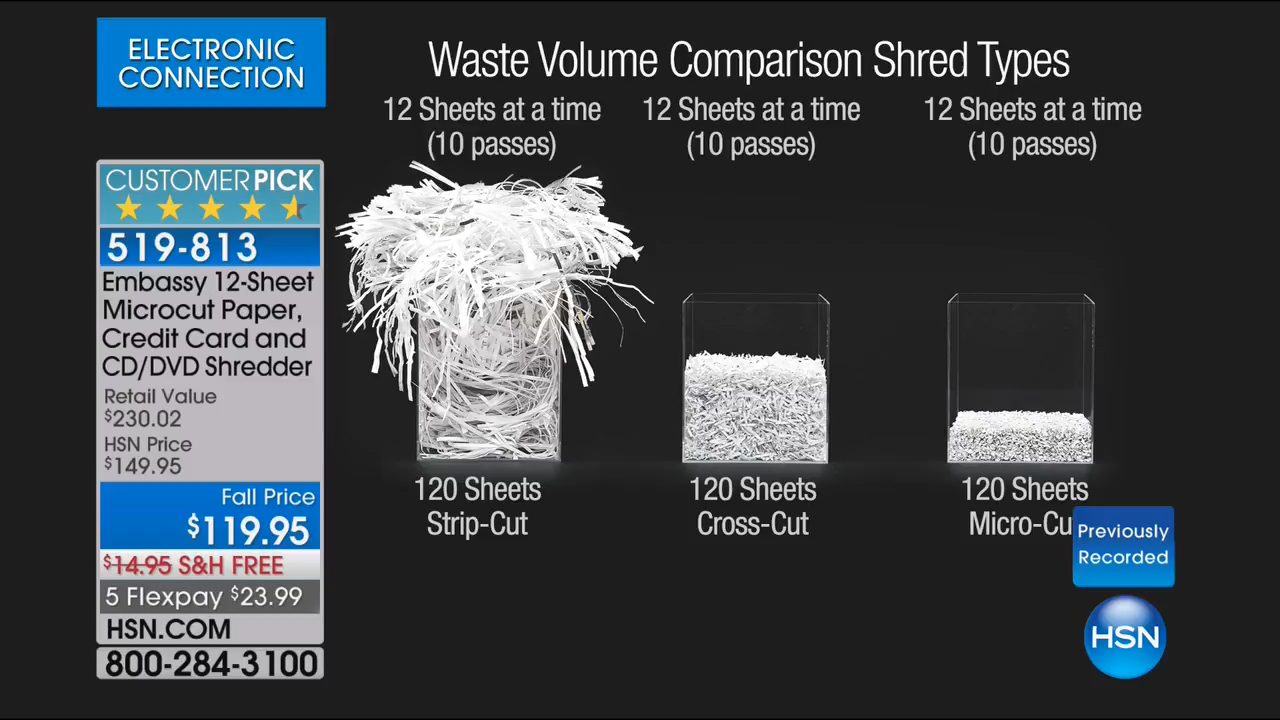 ELECTRONIC
CONNECTION
CUSTOMER PICK
519-813
Embassy 12-Sheet
Microcut Paper,
Credit Card and
CD/DVD Shredder
Retail Value
$230.02
HSN Price
$149.95
Fall Price
$119.95
$14.95 S&H FREE
5 Flexpay $23.99
HSN.COM
800-284-3100
Waste Volume Comparison Shred Types
12 Sheets at a time
(10 passes)
12 Sheets at a time
(10 passes)
12 Sheets at a time
(10 passes)
120 Sheets
Strip-Cut
120 Sheets
Cross-Cut
120 Sheets
Micro-Cu
Previously
Recorded
HSN